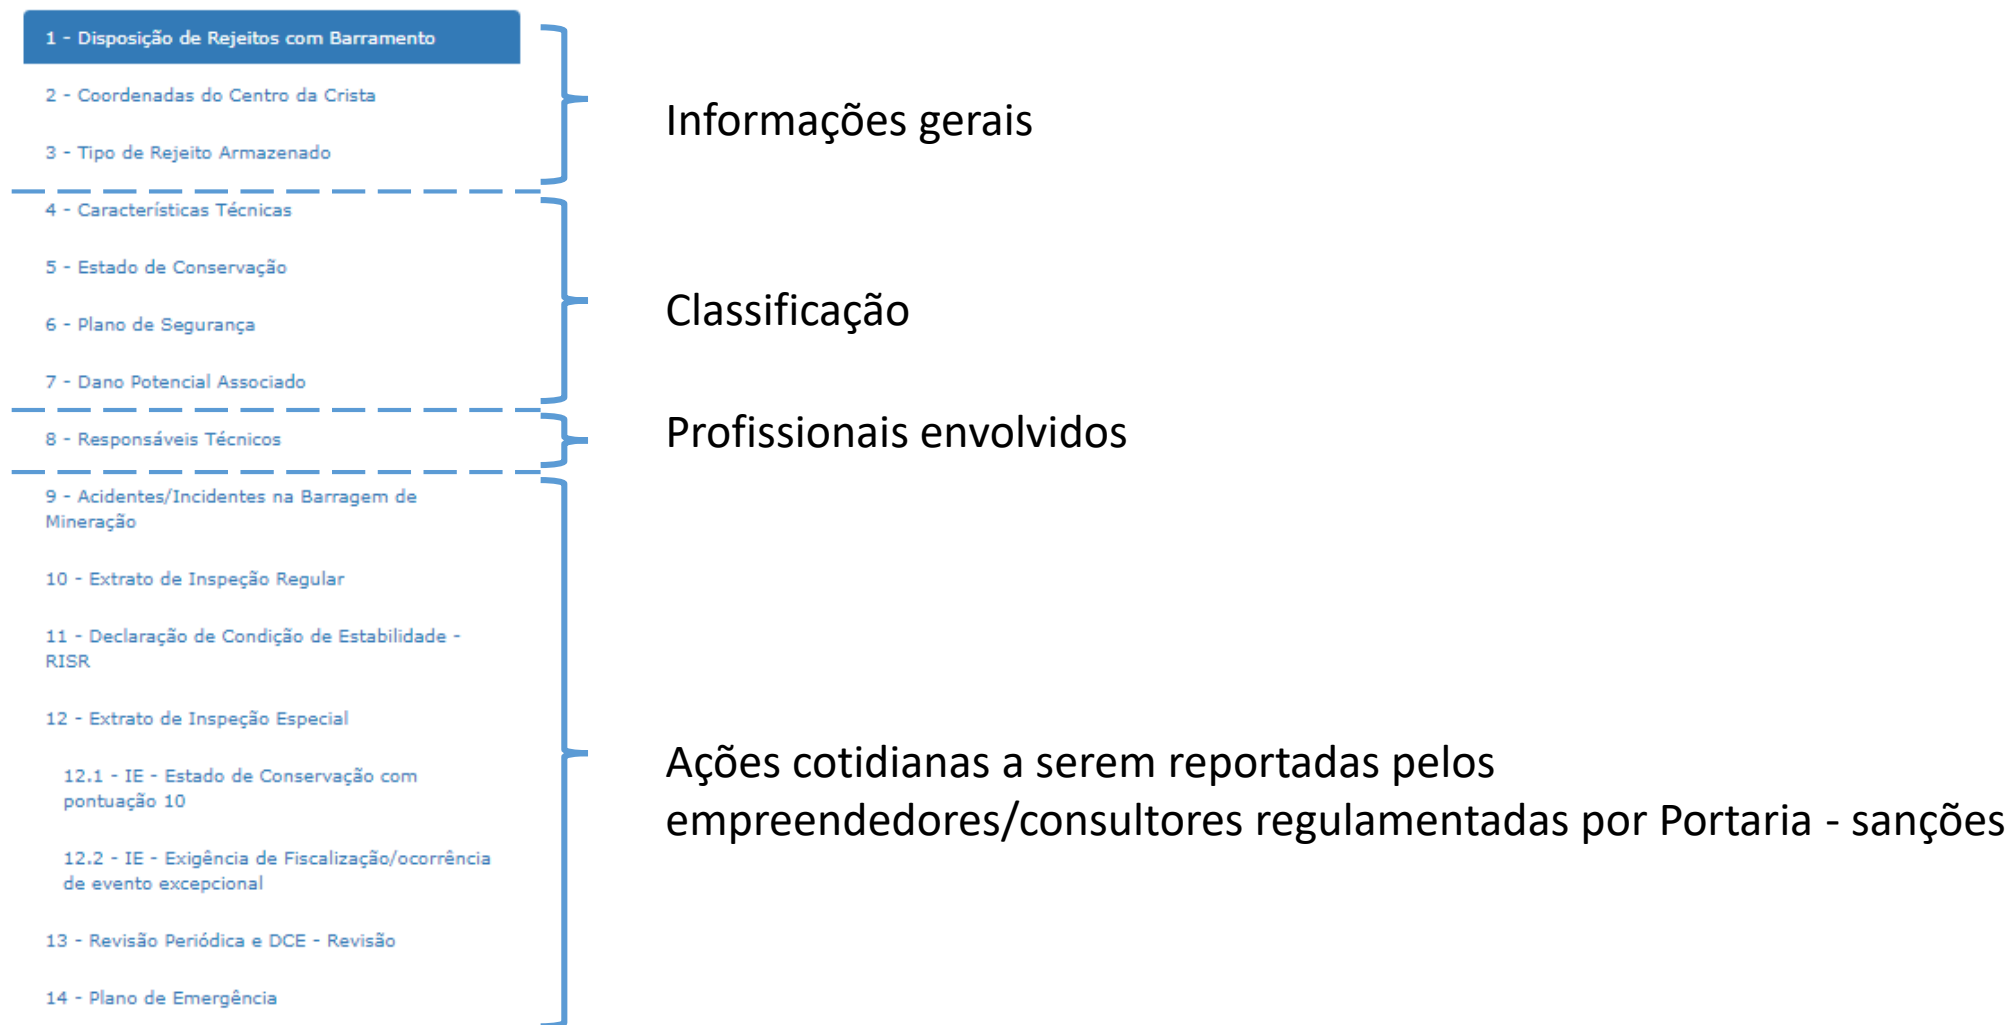 1 - Disposição de Rejeitos com Barramento
2 - Coordenadas do Centro da Crista
3 - Tipo de Rejeito Armazenado
Informações gerais
4 - Características Técnicas
5 - Estado de Conservação
6 - Plano de Segurança
7 - Dano Potencial Associado
Classificação
8 - Responsáveis Técnicos
Profissionais envolvidos
9 - Acidentes/Incidentes na Barragem de
Mineração
10 - Extrato de Inspeção Regular
11 - Declaração de Condição de Estabilidade -
RISR
12 - Extrato de Inspeção Especial
12.1 - IE - Estado de Conservação com
pontuação 10
12.2 - IE - Exigência de Fiscalização/ocorrência
de evento excepcional
13 - Revisão Periódica e DCE - Revisão
14 - Plano de Emergência
Ações cotidianas a serem reportadas pelos
empreendedores/consultores regulamentadas por Portaria - sanções